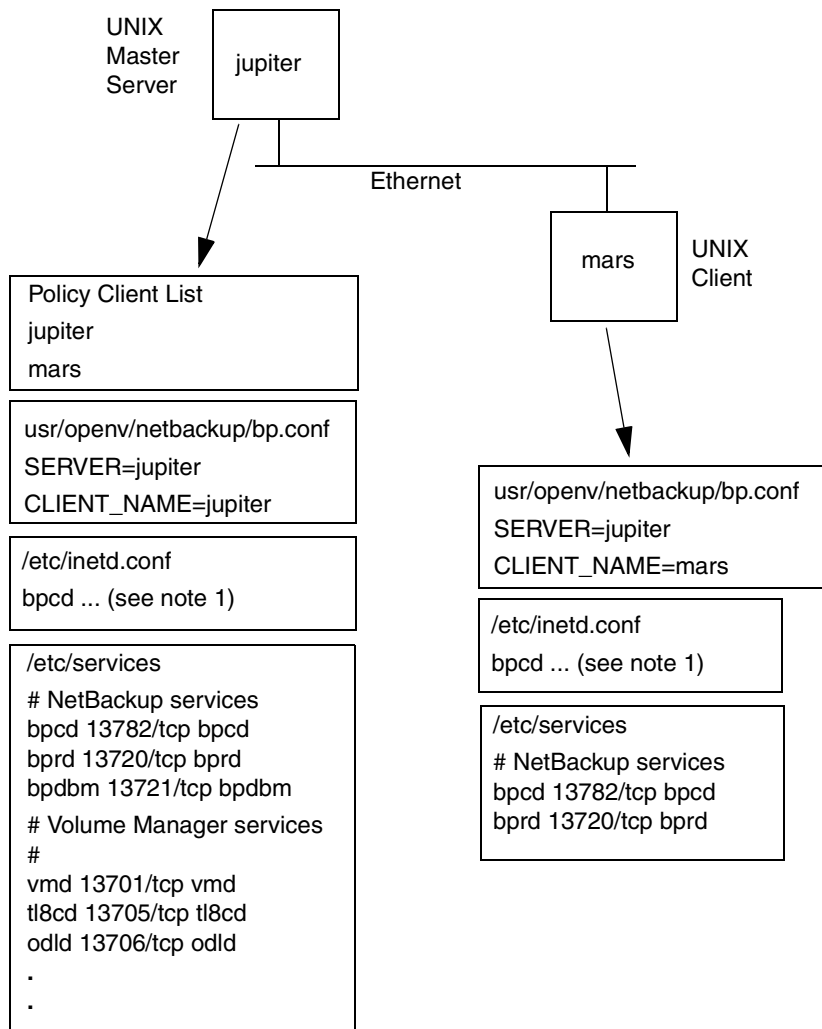 UNIX
Master
Server
jupiter
Ethernet
mars
UNIX
Client
Policy Client List
jupiter
mars
usr/openv/netbackup/bp.conf
SERVER=jupiter
CLIENT_NAME=jupiter
/etc/inetd.conf
bpcd ... (see note 1)
/etc/services
# NetBackup services
bpcd 13782/tcp bpcd
bprd 13720/tcp bprd
bpdbm 13721/tcp bpdbm
# Volume Manager services
#
vmd 13701/tcp vmd
tl8cd 13705/tcp tl8cd
odld 13706/tcp odld
.
.
usr/openv/netbackup/bp.conf
SERVER=jupiter
CLIENT_NAME=mars
/etc/inetd.conf
bpcd ... (see note 1)
/etc/services
# NetBackup services
bpcd 13782/tcp bpcd
bprd 13720/tcp bprd